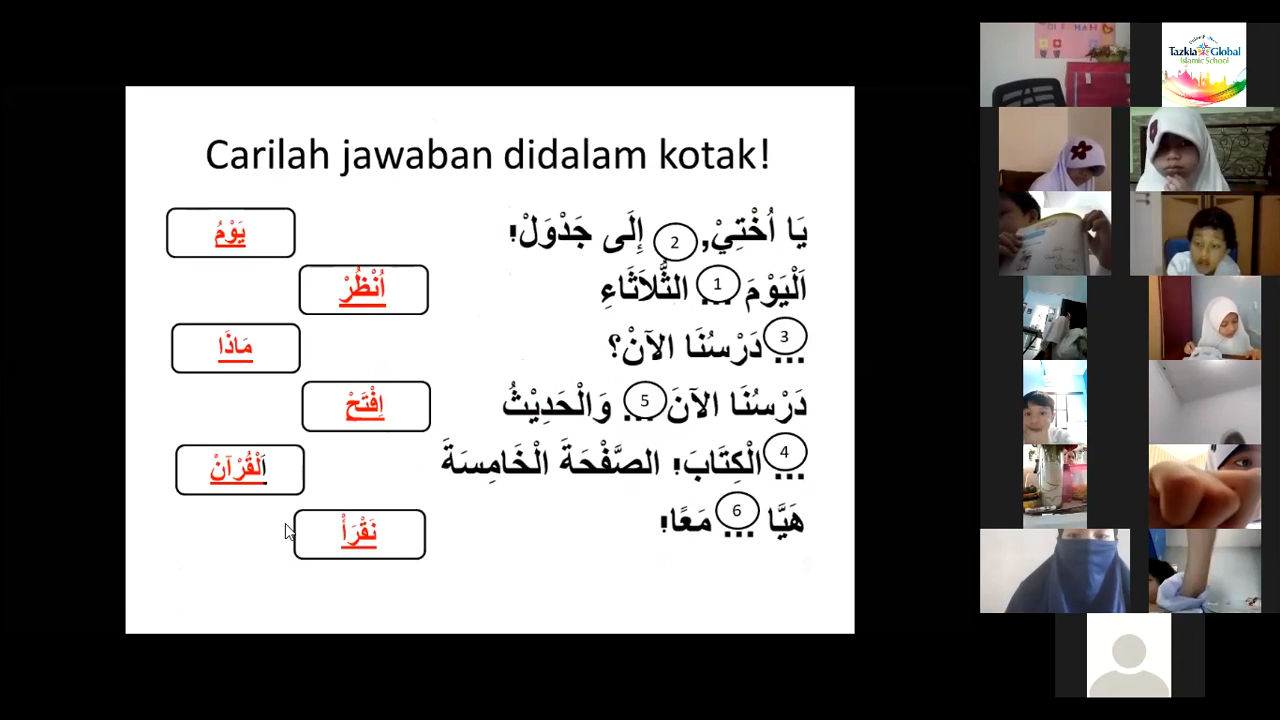 Carilah jawaban didalam kotak!
يَا اُخْتِيْ, 2 إِلَى جَدْوَلْ!
اَلْيَوْمَ 1 ... الثُّلَاثَاءِ
3 ... دَرْسُنَا الآنْ؟
دَرْسُنَا الآنَ 5 ... وَالْحَدِيْثُ
4 ... الْكِتَابَ! الصَّفْحَةَ الْخَامِسَةَ
هَيَّا 6 ... مَعًا!
يَوْمُ
اُنْظُرْ
مَاذَا
اِفْتَحْ
اَلْقُرْآنْ
نَقْرَأْ
Tazkia Global
Islamic School